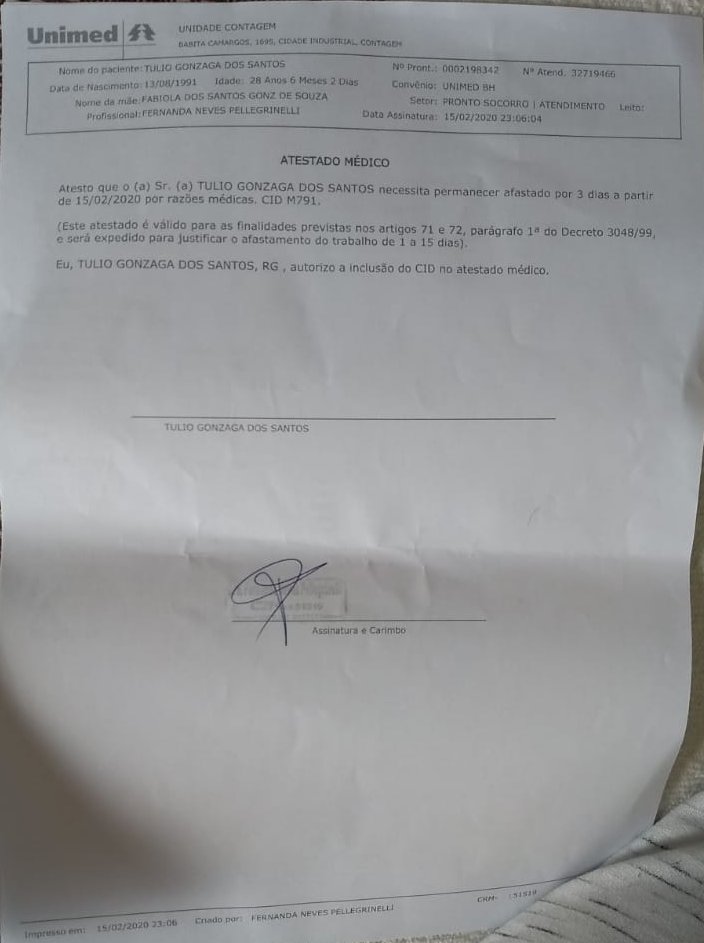 Unimed
UNIDADE CONTAGEM
BABITA CAMARGOS, 1695, CIDADE INDUSTRIAL, CONTAGEM
Nome do paciente: TULIO GONZAGA DOS SANTOS Nº Pront.: 0002198342 Nº Atend. 32719466
Data de Nascimento: 13/08/1991 Idade: 28 Anos 6 Meses 2 Dias Convênio: UNIMED BH
Nome da mãe: FABIOLA DOS SANTOS GONZ DE SOUZA Setor: PRONTO SOCORRO | ATENDIMENTO Leito:
Profissional: FERNANDA NEVES PELLEGRINELLI Data Assinatura: 15/02/2020 23:06:04
ATESTADO MÉDICO
Atesto que o (a) Sr. (a) TULIO GONZAGA DOS SANTOS necessita permanecer afastado por 3 dias a partir
de 15/02/2020 por razões médicas. CID M791.
(Este atestado é válido para as finalidades previstas nos artigos 71 e 72, parágrafo 1ª do Decreto 3048/99,
e será expedido para justificar o afastamento do trabalho de 1 a 15 dias).
Eu, TULIO GONZAGA DOS SANTOS, RG , autorizo a inclusão do CID no atestado médico.
TULIO GONZAGA DOS SANTOS
Assinatura e Carimbo
CRM- :51519
Impresso em: 15/02/2020 23:06 Criado por: FERNANDA NEVES PELLEGRINELLI